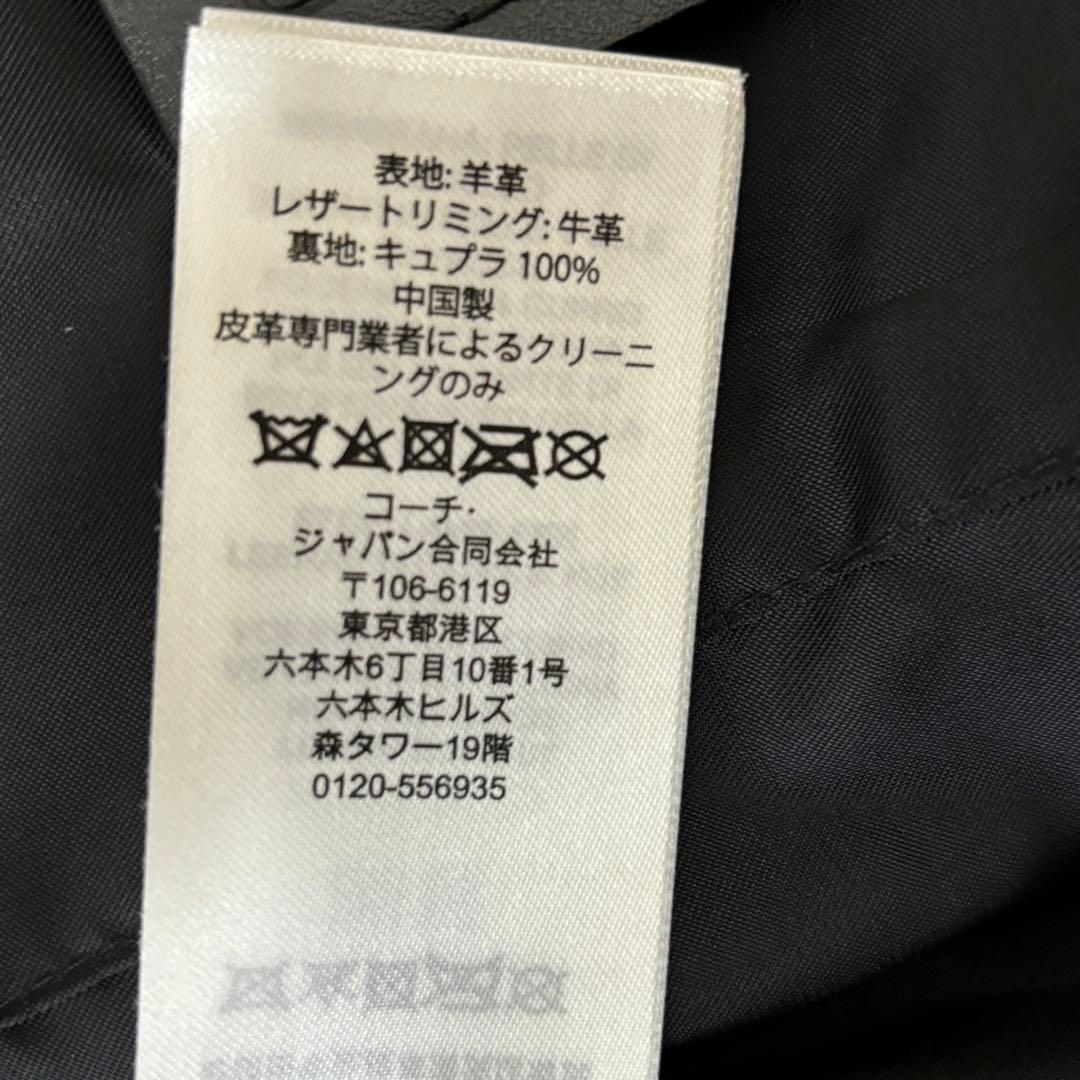 表地: 羊革
レザートリミング: 牛革
裏地: キュプラ 100%
中国製
皮革専門業者によるクリーニ
ングのみ
コーチ・
ジャパン合同会社
〒106-6119
東京都港区
六本木6丁目10番1号
六本木ヒルズ
森タワー19階
0120-556935